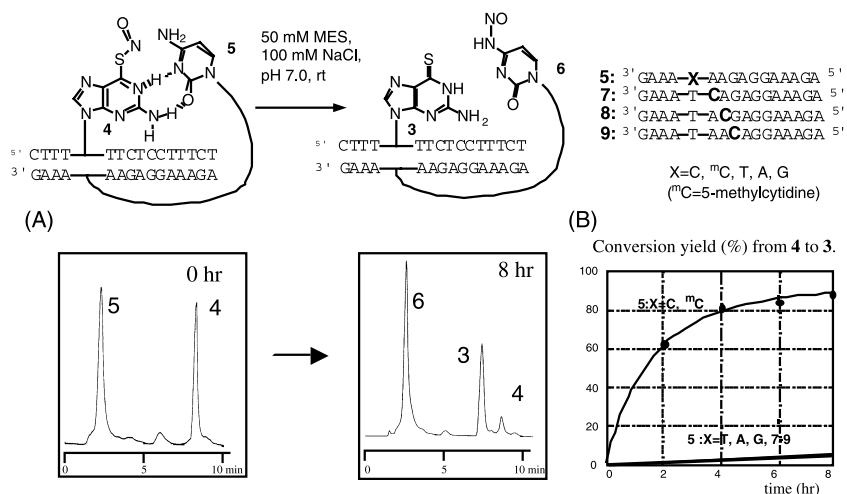 O
N
S
NH2
5
N
N
N
N
H
N
O
N
N
4
H
H
5' CTTT TTCTCCTTTCT
3' GAAA AAGAGGAAAGA
50 mM MES,
100 mM NaCl,
pH 7.0, rt
NO
HN
S
N
N
NH
O
6
N
N
N
NH2
3
5' CTTT TTCTCCTTTCT
3' GAAA AAGAGGAAAGA
5: 3' GAAA X AAGAGGAAAGA 5'
7: 3' GAAA T CAGAGGAAAGA 5'
8: 3' GAAA T ACGAGGAAAGA 5'
9: 3' GAAA T AACAGGAAAGA 5'
X=C, mC, T, A, G
(mC=5-methylcytidine)
(A)
0 hr
5
4
0 5 10 min
8 hr
6
3
4
0 5 10 min
(B)
Conversion yield (%) from 4 to 3.
100
80
60
40
20
0
5:X=C, mC
5 :X=T, A, G, 7-9
0 2 4 6 8
time (hr)